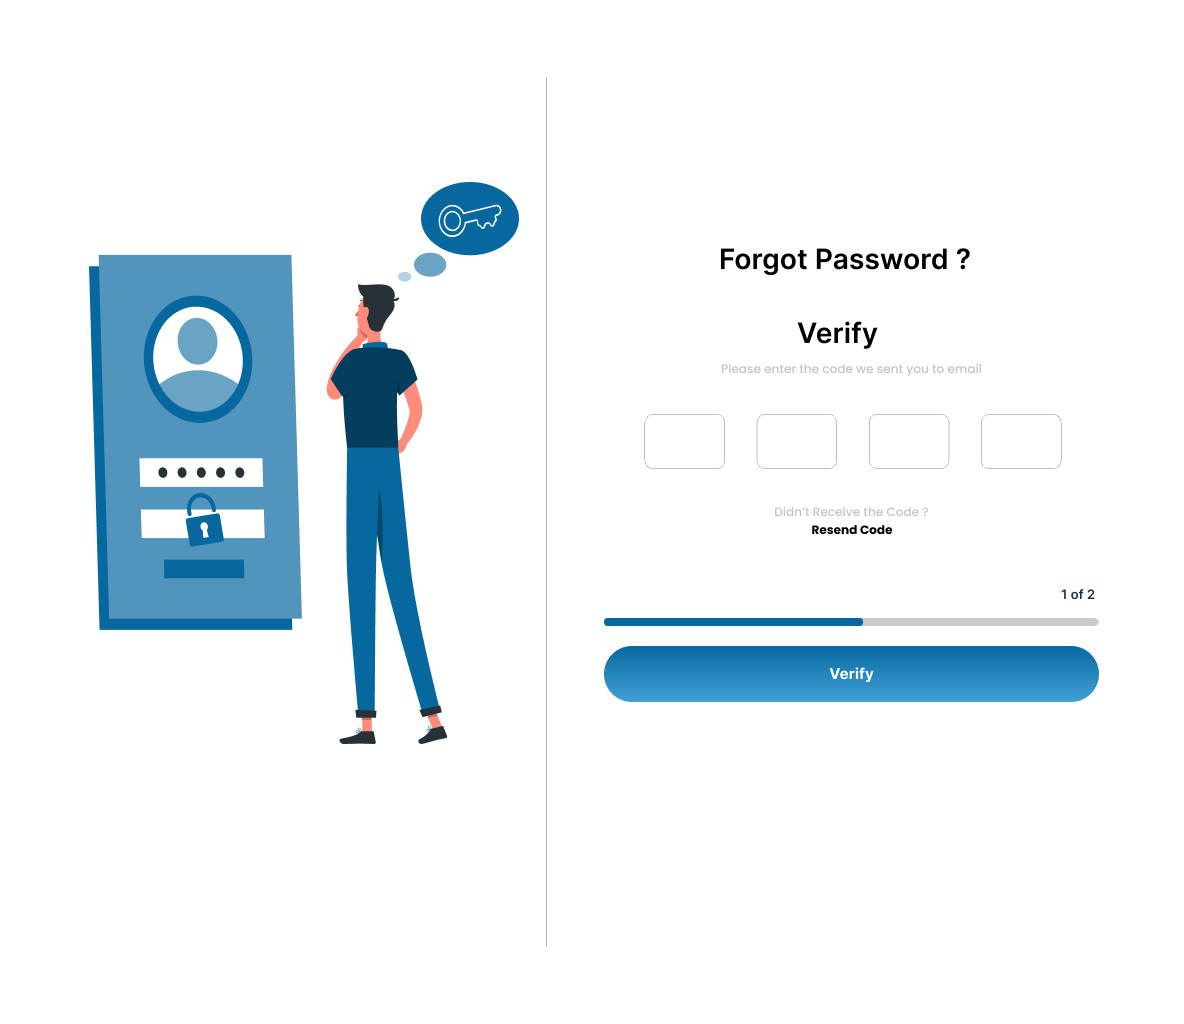 Forgot Password ?
Verify
Please enter the code we sent you to email
Didn't Receive the Code ?
Resend Code
1 of 2
Verify